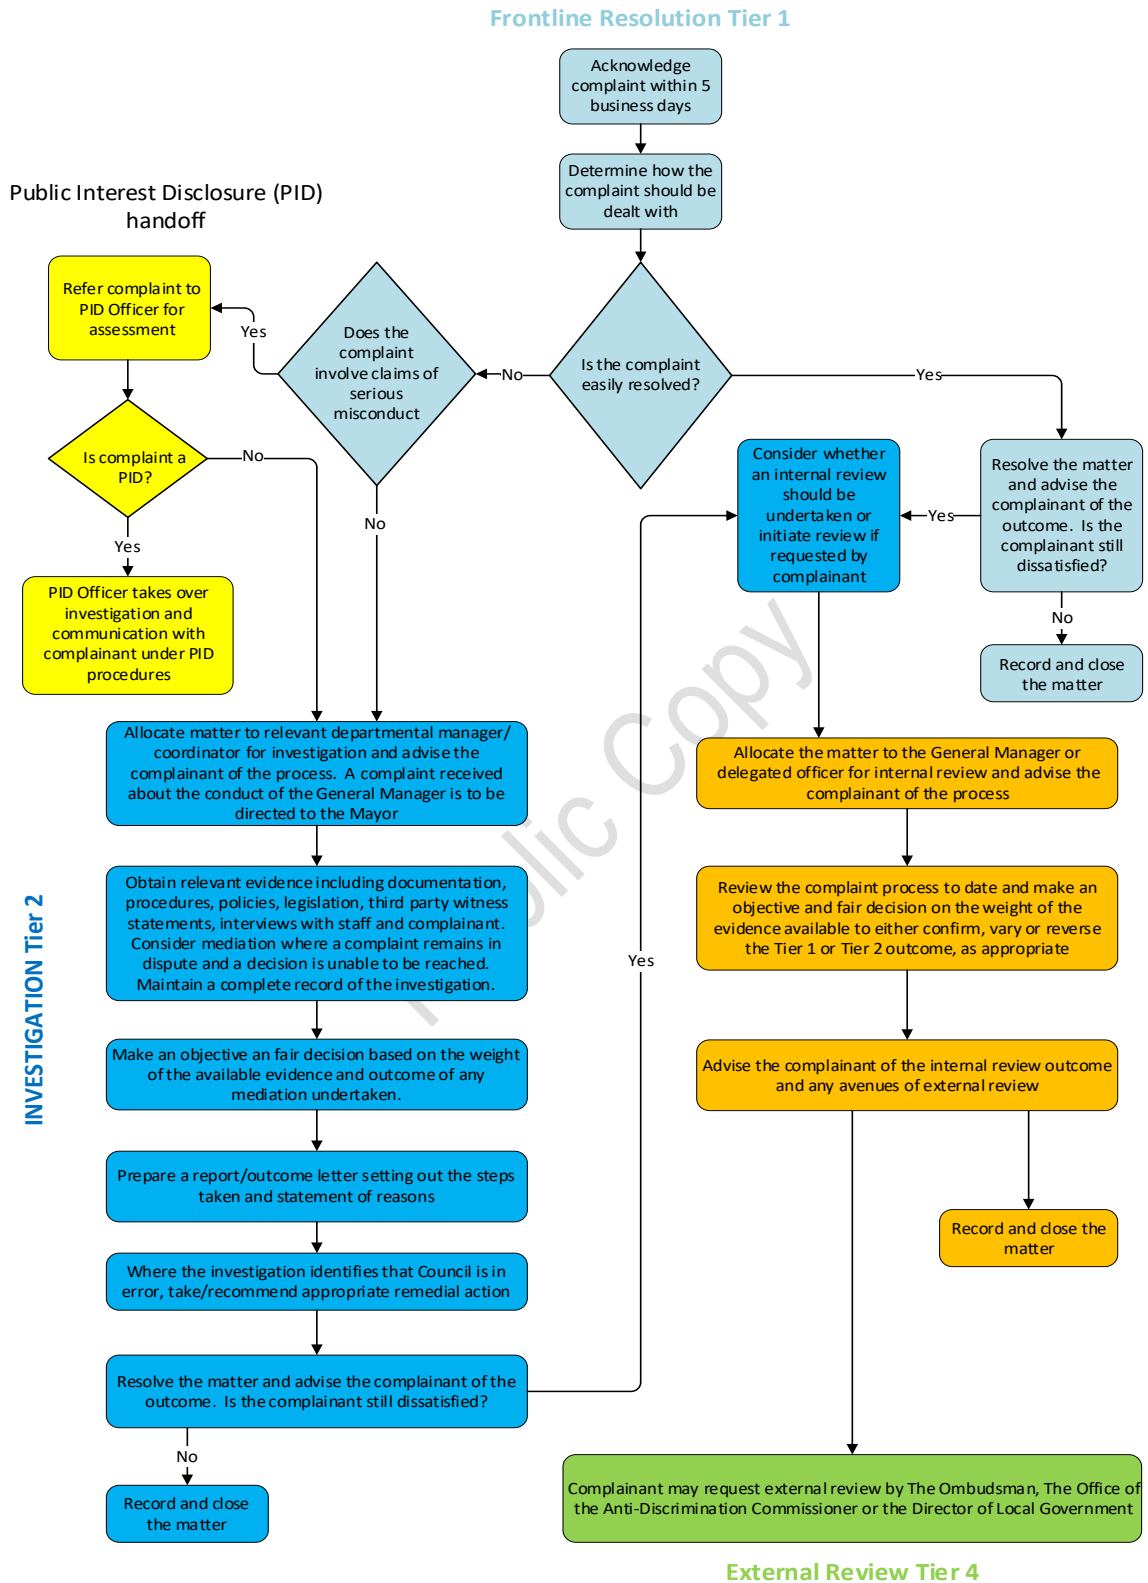 Frontline Resolution Tier 1
Acknowledge
complaint within 5
business days
Determine how the
complaint should be
dealt with
Public Interest Disclosure (PID)
handoff
Refer complaint to
PID Officer for
assessment
Yes
Does the
complaint
involve claims of
serious
misconduct
No
Is the complaint
easily resolved?
Yes
Is complaint a
PID?
No
Yes
PID Officer takes over
investigation and
communication with
complainant under PID
procedures
No
Consider whether
an internal review
should be
undertaken or
initiate review if
requested by
complainant
Yes
Resolve the matter
and advise the
complainant of the
outcome. Is the
complainant still
dissatisfied?
No
Record and close
the matter
Allocate matter to relevant departmental manager/
coordinator for investigation and advise the
complainant of the process. A complaint received
about the conduct of the General Manager is to be
directed to the Mayor
Allocate the matter to the General Manager or
delegated officer for internal review and advise the
complainant of the process
INVESTIGATION Tier 2
Obtain relevant evidence including documentation,
procedures, policies, legislation, third party witness
statements, interviews with staff and complainant.
Consider mediation where a complaint remains in
dispute and a decision is unable to be reached.
Maintain a complete record of the investigation.
Yes
Review the complaint process to date and make an
objective and fair decision on the weight of the
evidence available to either confirm, vary or reverse
the Tier 1 or Tier 2 outcome, as appropriate
Make an objective an fair decision based on the weight
of the available evidence and outcome of any
mediation undertaken.
Advise the complainant of the internal review outcome
and any avenues of external review
Prepare a report/outcome letter setting out the steps
taken and statement of reasons
Record and close the
matter
Where the investigation identifies that Council is in
error, take/recommend appropriate remedial action
Resolve the matter and advise the complainant of the
outcome. Is the complainant still dissatisfied?
No
Record and close
the matter
Complainant may request external review by The Ombudsman, The Office of
the Anti-Discrimination Commissioner or the Director of Local Government
External Review Tier 4
Copy